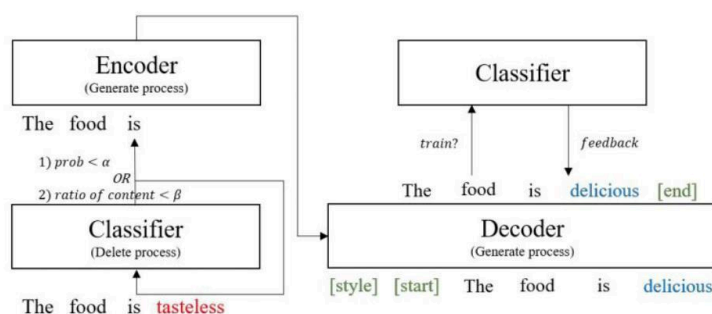 Encoder
(Generate process)
The food is
1) prob < α
OR
2) ratio of content < β
Classifier
(Delete process)
The food is tasteless
Classifier
train?
feedback
The food is delicious [end]
Decoder
(Generate process)
[style] [start] The food is delicious